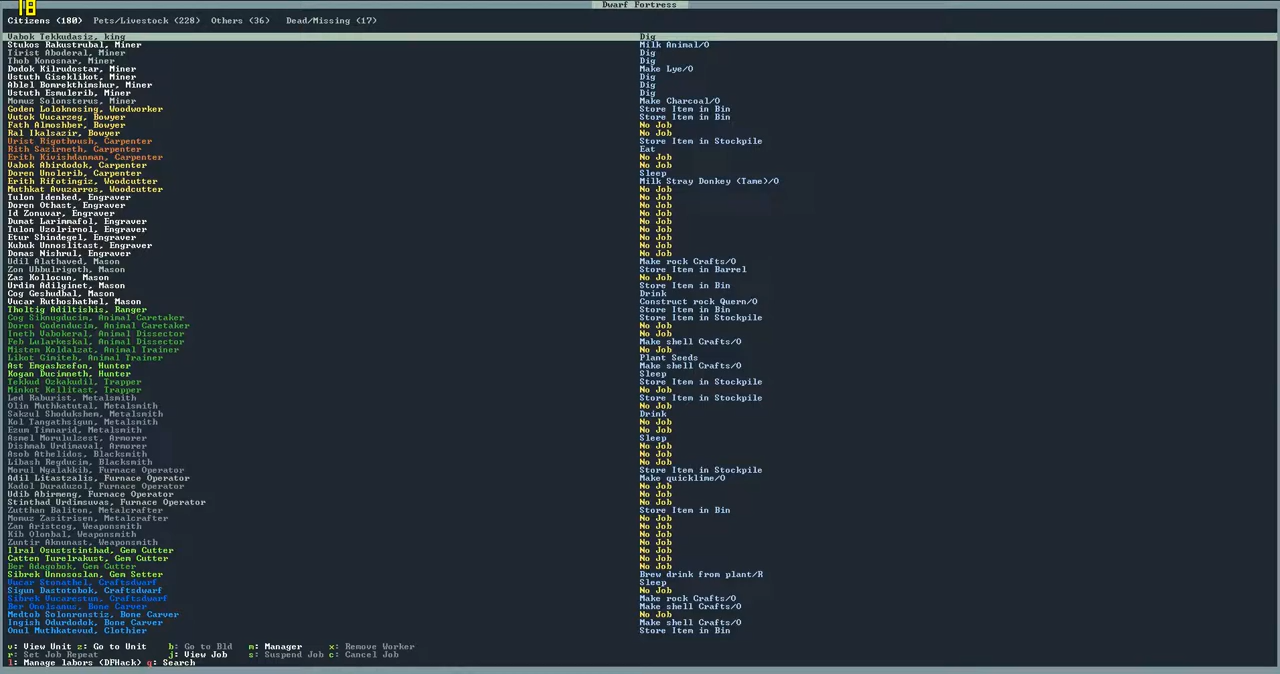 18
Dwarf Fortress
Citizens (180) Pets/Livestock (228) Others (36) Dead/Missing (17)
Vabok Tekkudasiz, king Dig
Stukos Rakustrubal, Miner Milk Animal/O
Tirist Aboderal, Miner Dig
Thob Konosnar, Miner Dig
Dodok Kilrudostar, Miner Make Lye/O
Ustuth Giseklikot, Miner Dig
Ablel Bomrekthimshur, Miner Dig
Ustuth Esmulerib, Miner Dig
Momuz Solonsterus, Miner Make Charcoal/O
Goden Loloknosing, Woodworker Store Item in Bin
Vutok Vucarzeg, Bowyer Store Item in Bin
Fath Almoshber, Bowyer No Job
Ral Ikalsazir, Bowyer No Job
Urist Rigothvush, Carpenter Store Item in Stockpile
Rith Sazirneth, Carpenter Eat
Erith Kivishdanman, Carpenter No Job
Vabok Abirdodok, Carpenter No Job
Doren Unolerib, Carpenter Sleep
Erith Rifotingiz, Woodcutter Milk Stray Donkey (Tame)/O
Muthkat Avuzarros, Woodcutter No Job
Tulon Idenked, Engraver No Job
Doren Othast, Engraver No Job
Id Zonuvar, Engraver No Job
Dumat Larimmafol, Engraver No Job
Tulon Uzolrirnol, Engraver No Job
Etur Shindegel, Engraver No Job
Kubuk Unnoslitast, Engraver No Job
Domas Nishrul, Engraver No Job
Udil Alathaved, Mason Make rock Crafts/O
Zon Ubbulrigoth, Mason Store Item in Barrel
Zas Kollocun, Mason No Job
Urdim Adilginet, Mason Store Item in Bin
Cog Geshudbal, Mason Drink
Vucar Ruthoshathel, Mason Construct rock Quern/O
Tholtig Adiltishis, Ranger Store Item in Bin
Cog Siknugducim, Animal Caretaker Store Item in Stockpile
Doren Godenducim, Animal Caretaker No Job
Ineth Vabokeral, Animal Dissector No Job
Feb Lularkeskal, Animal Dissector Make shell Crafts/O
Mistem Koldalzat, Animal Trainer No Job
Likot Gimiteb, Animal Trainer Plant Seeds
Ast Emgashzefon, Hunter Make shell Crafts/O
Kogan Ducimneth, Hunter Sleep
Tekkud Ozkakudil, Trapper Store Item in Stockpile
Minkot Kellitast, Trapper No Job
Led Raburist, Metalsmith Store Item in Stockpile
Olin Muthkatutal, Metalsmith No Job
Sakzul Shodukshem, Metalsmith Drink
Kol Tangathsigun, Metalsmith No Job
Ezum Timnarid, Metalsmith No Job
Asmel Morululzest, Armorer Sleep
Dishmab Urdimaval, Armorer No Job
Asob Athelidos, Blacksmith No Job
Libash Regducim, Blacksmith No Job
Morul Ngalakkib, Furnace Operator Store Item in Stockpile
Adil Litastzalis, Furnace Operator Make quicklime/O
Kadol Duraduzol, Furnace Operator No Job
Udib Abirmeng, Furnace Operator No Job
Stinthad Urdimsuvas, Furnace Operator No Job
Zutthan Baliton, Metalcrafter Store Item in Bin
Momuz Zasitrisen, Metalcrafter No Job
Zan Aristcog, Weaponsmith No Job
Kib Olonbal, Weaponsmith No Job
Zuntir Aknunast, Weaponsmith No Job
Ilral Osuststinthad, Gem Cutter No Job
Catten Turelrakust, Gem Cutter No Job
Ber Adagobok, Gem Cutter No Job
Sibrek Unnososlan, Gem Setter Brew drink from plant/R
Vucar Etonathel, Craftsdwarf Sleep
Sigun Dastotobok, Craftsdwarf No Job
Sibrek Vucarestun, Craftsdwarf Make rock Crafts/O
Ber Onolsanus, Bone Carver Make shell Crafts/O
Medtob Solonronstiz, Bone Carver No Job
Ingish Odurdodok, Bone Carver Make shell Crafts/O
Onul Muthkatevud, Clothier Store Item in Bin
v: View Unit z: Go to Unit b: Go to Bld m: Manager x: Remove Worker
r: Set Job Repeat j: View Job s: Suspend Job c: Cancel Job
l: Manage labors (DFHack) q: Search